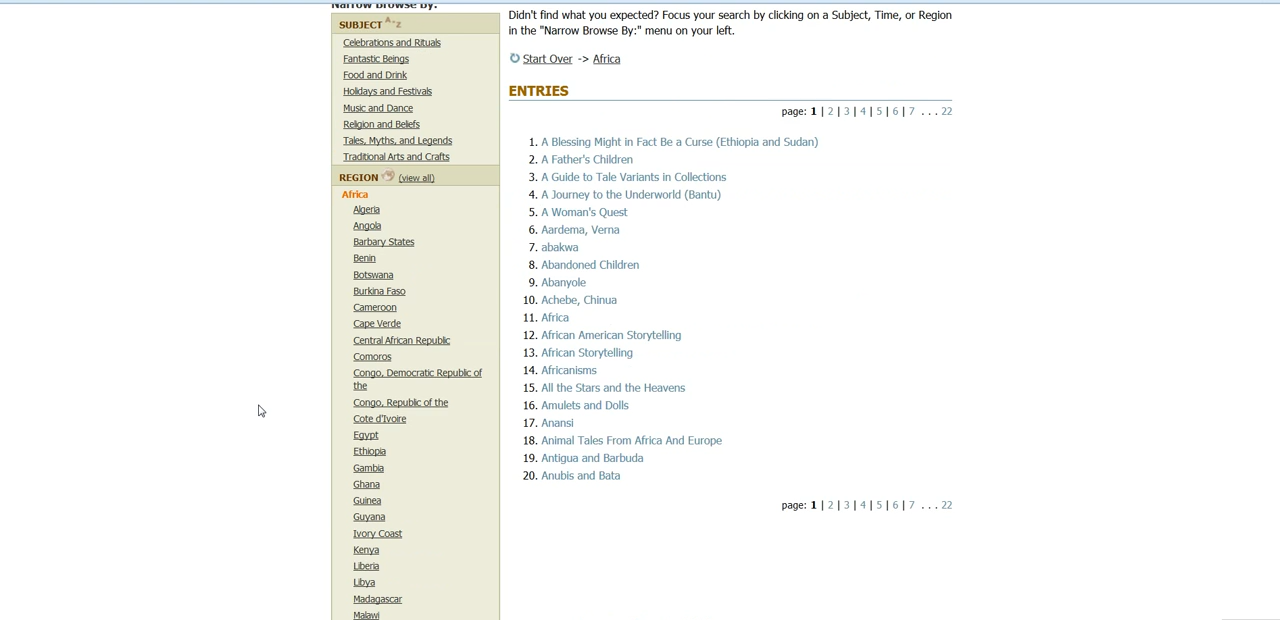 Narrow Browse By:
SUBJECT A-Z
Celebrations and Rituals
Fantastic Beings
Food and Drink
Holidays and Festivals
Music and Dance
Religion and Beliefs
Tales, Myths, and Legends
Traditional Arts and Crafts
REGION (view all)
Africa
Algeria
Angola
Barbary States
Benin
Botswana
Burkina Faso
Cameroon
Cape Verde
Central African Republic
Comoros
Congo, Democratic Republic of
the
Congo, Republic of the
Cote d'Ivoire
Egypt
Ethiopia
Gambia
Ghana
Guinea
Guyana
Ivory Coast
Kenya
Liberia
Libya
Madagascar
Malawi
Didn't find what you expected? Focus your search by clicking on a Subject, Time, or Region
in the "Narrow Browse By:" menu on your left.
Start Over -> Africa
ENTRIES
page: 1 | 2 | 3 | 4 | 5 | 6 | 7 . . . 22
1. A Blessing Might in Fact Be a Curse (Ethiopia and Sudan)
2. A Father's Children
3. A Guide to Tale Variants in Collections
4. A Journey to the Underworld (Bantu)
5. A Woman's Quest
6. Aardema, Verna
7. abakwa
8. Abandoned Children
9. Abanyole
10. Achebe, Chinua
11. Africa
12. African American Storytelling
13. African Storytelling
14. Africanisms
15. All the Stars and the Heavens
16. Amulets and Dolls
17. Anansi
18. Animal Tales From Africa And Europe
19. Antigua and Barbuda
20. Anubis and Bata
page: 1 | 2 | 3 | 4 | 5 | 6 | 7 . . . 22